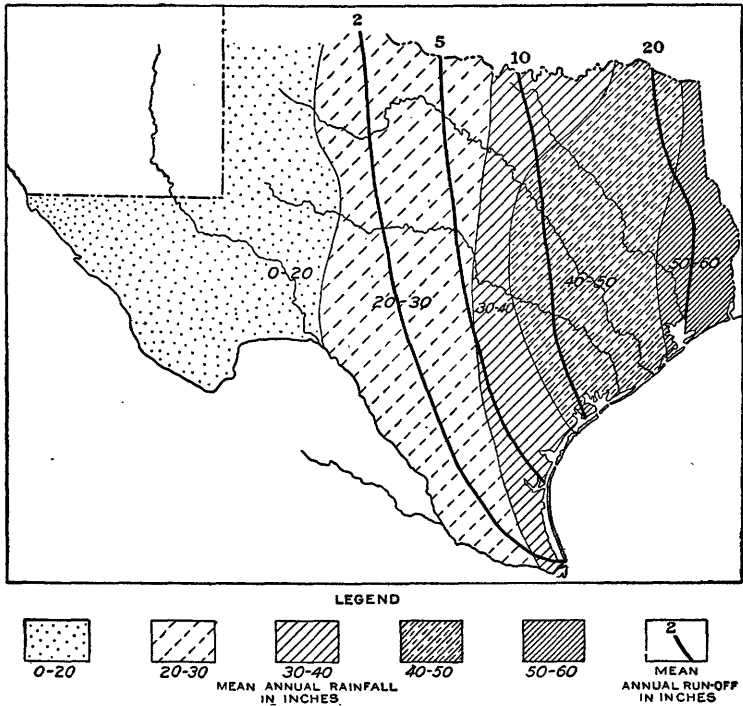 2
5
10
20
0-20
20-30
30-40
40-50
50-60
LEGEND
2
0-20
20-30
30-40
40-50
50-60
MEAN ANNUAL RAINFALL
IN INCHES
MEAN
ANNUAL RUN-OFF
IN INCHES